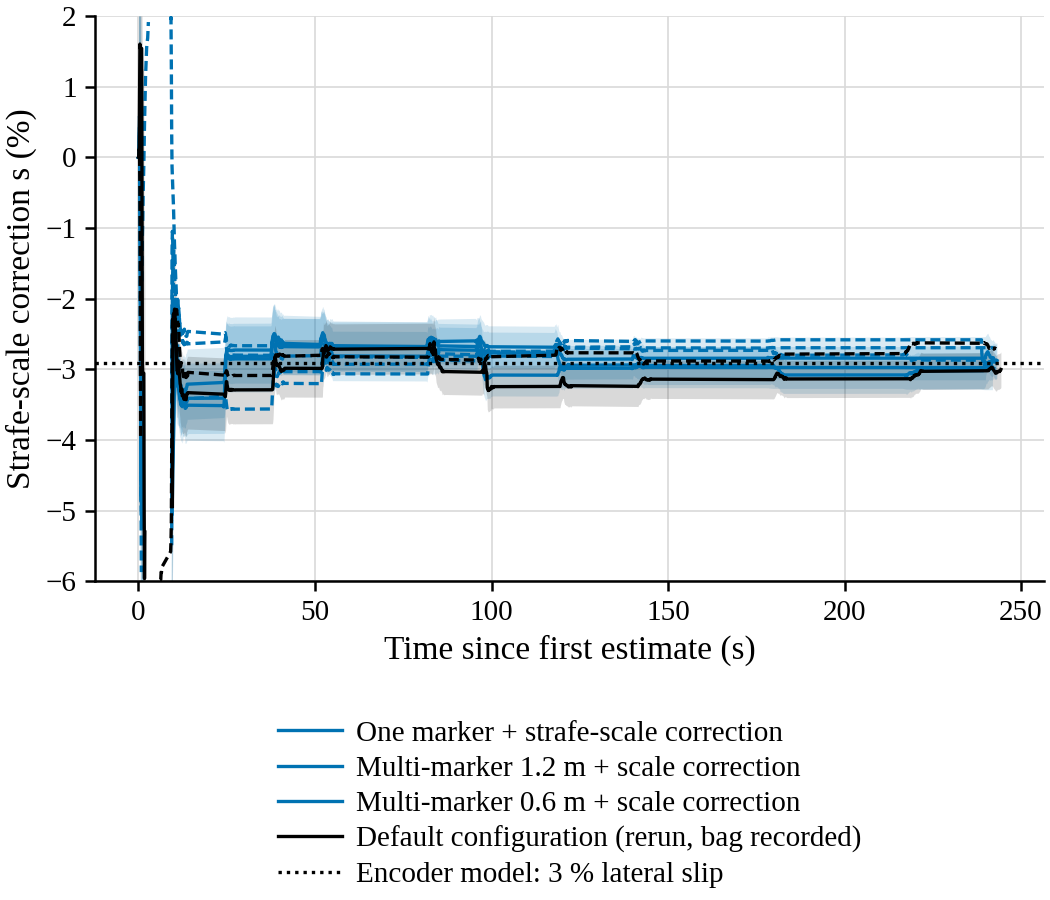 2
1
0
−1
−2
−3
−4
−5
−6
Strafe-scale correction s (%)
0 50 100 150 200 250
Time since first estimate (s)
One marker + strafe-scale correction
Multi-marker 1.2 m + scale correction
Multi-marker 0.6 m + scale correction
Default configuration (rerun, bag recorded)
Encoder model: 3 % lateral slip